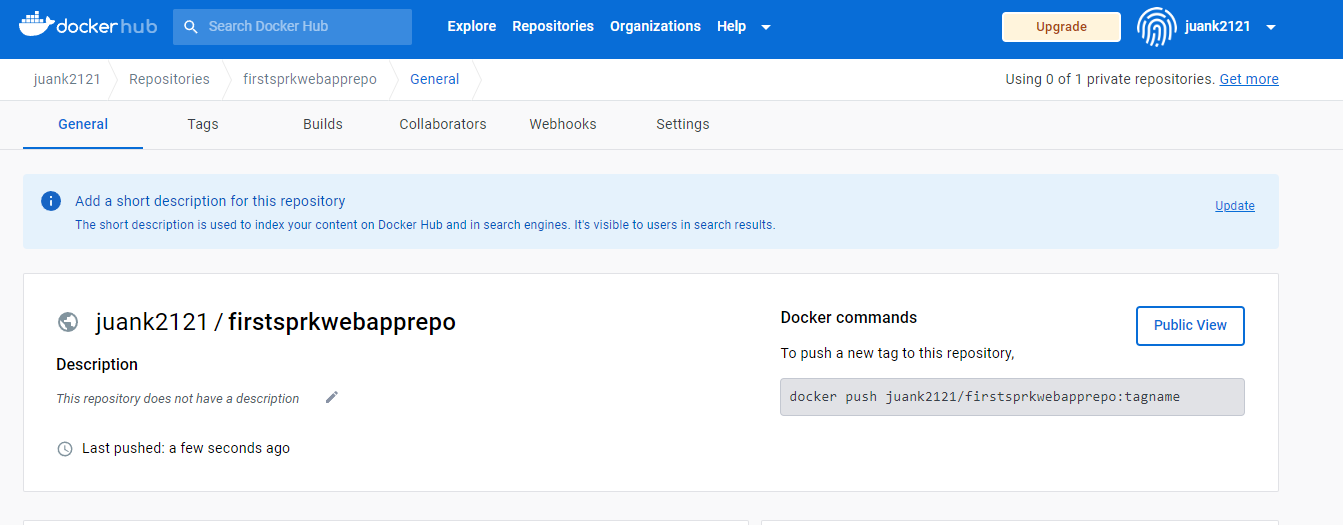 dockerhub Search Docker Hub Explore Repositories Organizations Help Upgrade juank2121
juank2121 Repositories firstsprkwebapprepo General Using 0 of 1 private repositories. Get more
General Tags Builds Collaborators Webhooks Settings
Add a short description for this repository
The short description is used to index your content on Docker Hub and in search engines. It's visible to users in search results.
Update
juank2121 / firstsprkwebapprepo
Description
This repository does not have a description
Last pushed: a few seconds ago
Docker commands
Public View
To push a new tag to this repository,
docker push juank2121/firstsprkwebapprepo:tagname